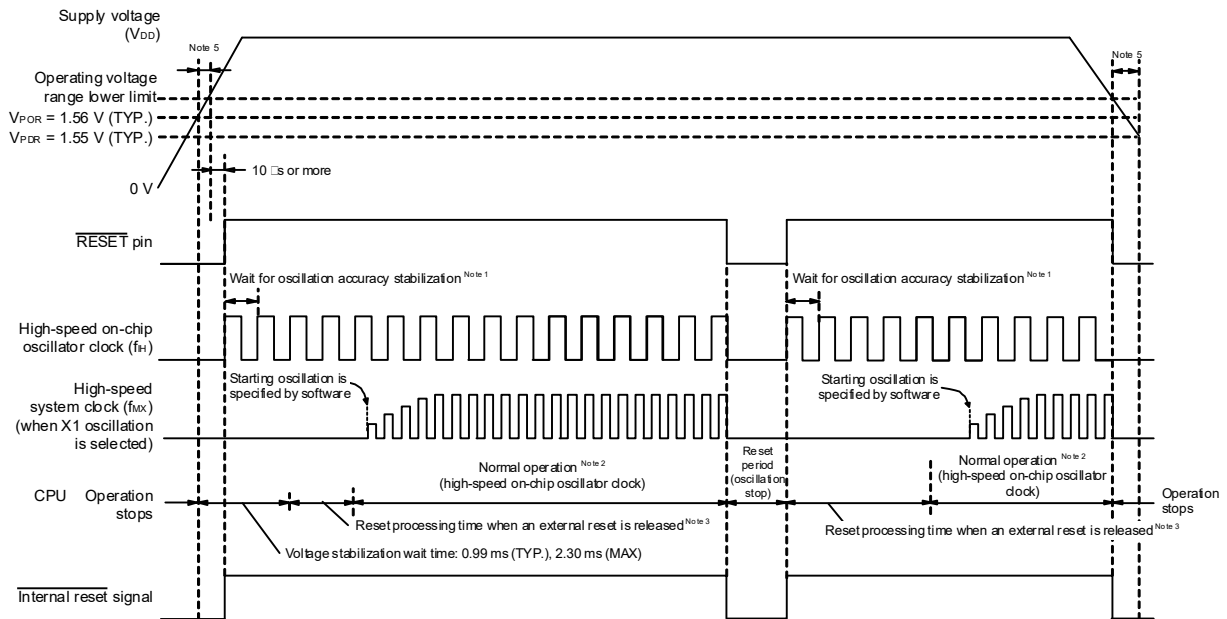 Supply voltage
(VDD)
Note 5
Note 5
Operating voltage
range lower limit
VPOR = 1.56 V (TYP.)
VPDR = 1.55 V (TYP.)
10 □s or more
0 V
RESET pin
Wait for oscillation accuracy stabilization Note 1
Wait for oscillation accuracy stabilization Note 1
High-speed on-chip
oscillator clock (fIH)
Starting oscillation is
specified by software
Starting oscillation is
specified by software
High-speed
system clock (fMX)
(when X1 oscillation
is selected)
Reset
period
(oscillation
stop)
Normal operation Note 2
(high-speed on-chip oscillator clock)
Normal operation Note 2
(high-speed on-chip oscillator
clock)
CPU Operation
stops
Operation
stops
Reset processing time when an external reset is released Note 3
Reset processing time when an external reset is released Note 3
Voltage stabilization wait time: 0.99 ms (TYP.), 2.30 ms (MAX)
Internal reset signal